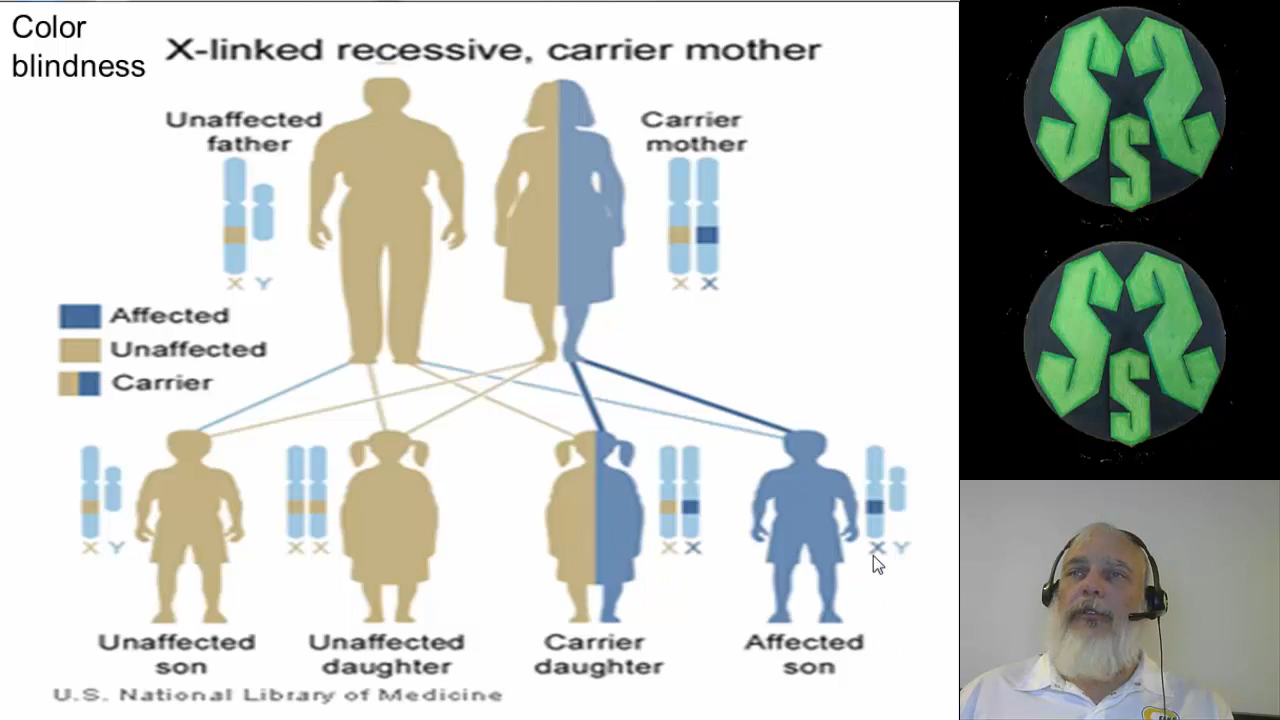 Color
blindness
X-linked recessive, carrier mother
Unaffected
father
Carrier
mother
X Y
X X
Affected
Unaffected
Carrier
X Y
X X
X X
X Y
Unaffected
son
Unaffected
daughter
Carrier
daughter
Affected
son
U.S. National Library of Medicine
S S
S
S S
S